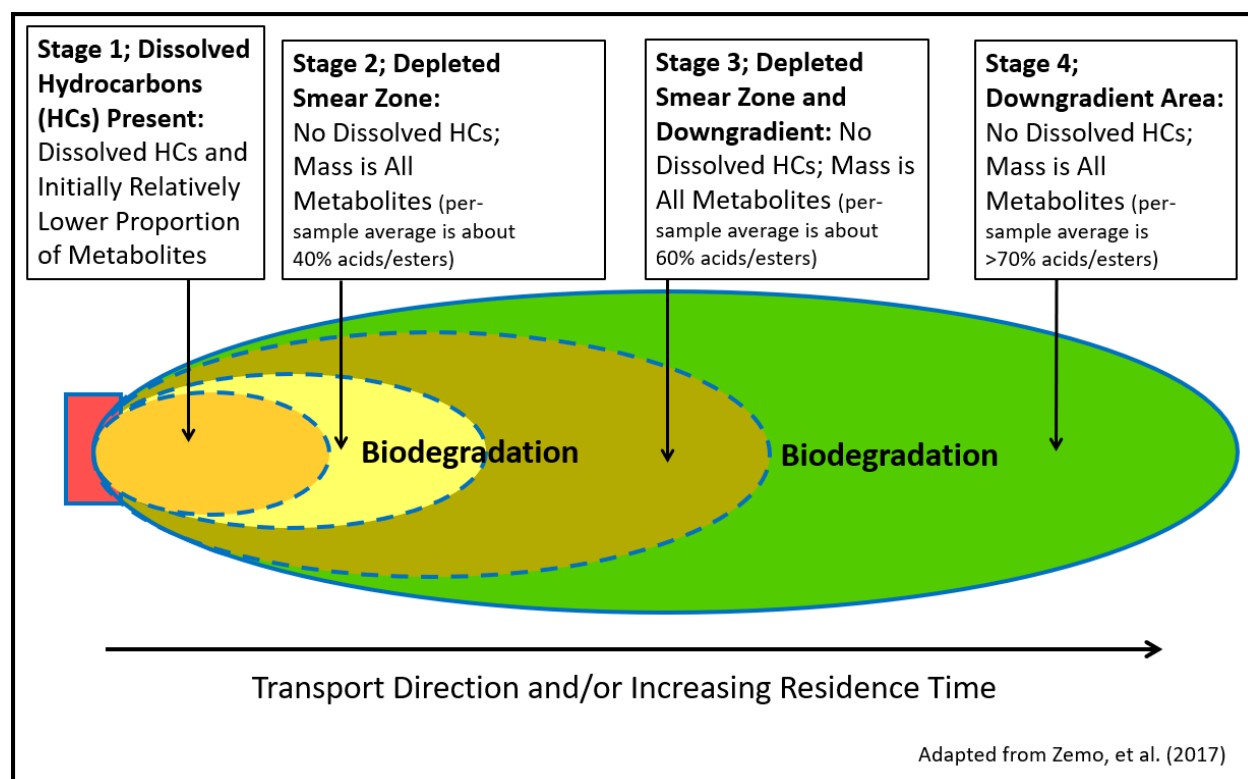 Stage 1; Dissolved
Hydrocarbons
(HCs) Present:
Dissolved HCs and
Initially Relatively
Lower Proportion
of Metabolites
Stage 2; Depleted
Smear Zone:
No Dissolved HCs;
Mass is All
Metabolites (per-
sample average is about
40% acids/esters)
Stage 3; Depleted
Smear Zone and
Downgradient: No
Dissolved HCs; Mass is
All Metabolites (per-
sample average is about
60% acids/esters)
Stage 4;
Downgradient Area:
No Dissolved HCs;
Mass is All
Metabolites (per-
sample average is
>70% acids/esters)
Biodegradation
Biodegradation
Transport Direction and/or Increasing Residence Time
Adapted from Zemo, et al. (2017)